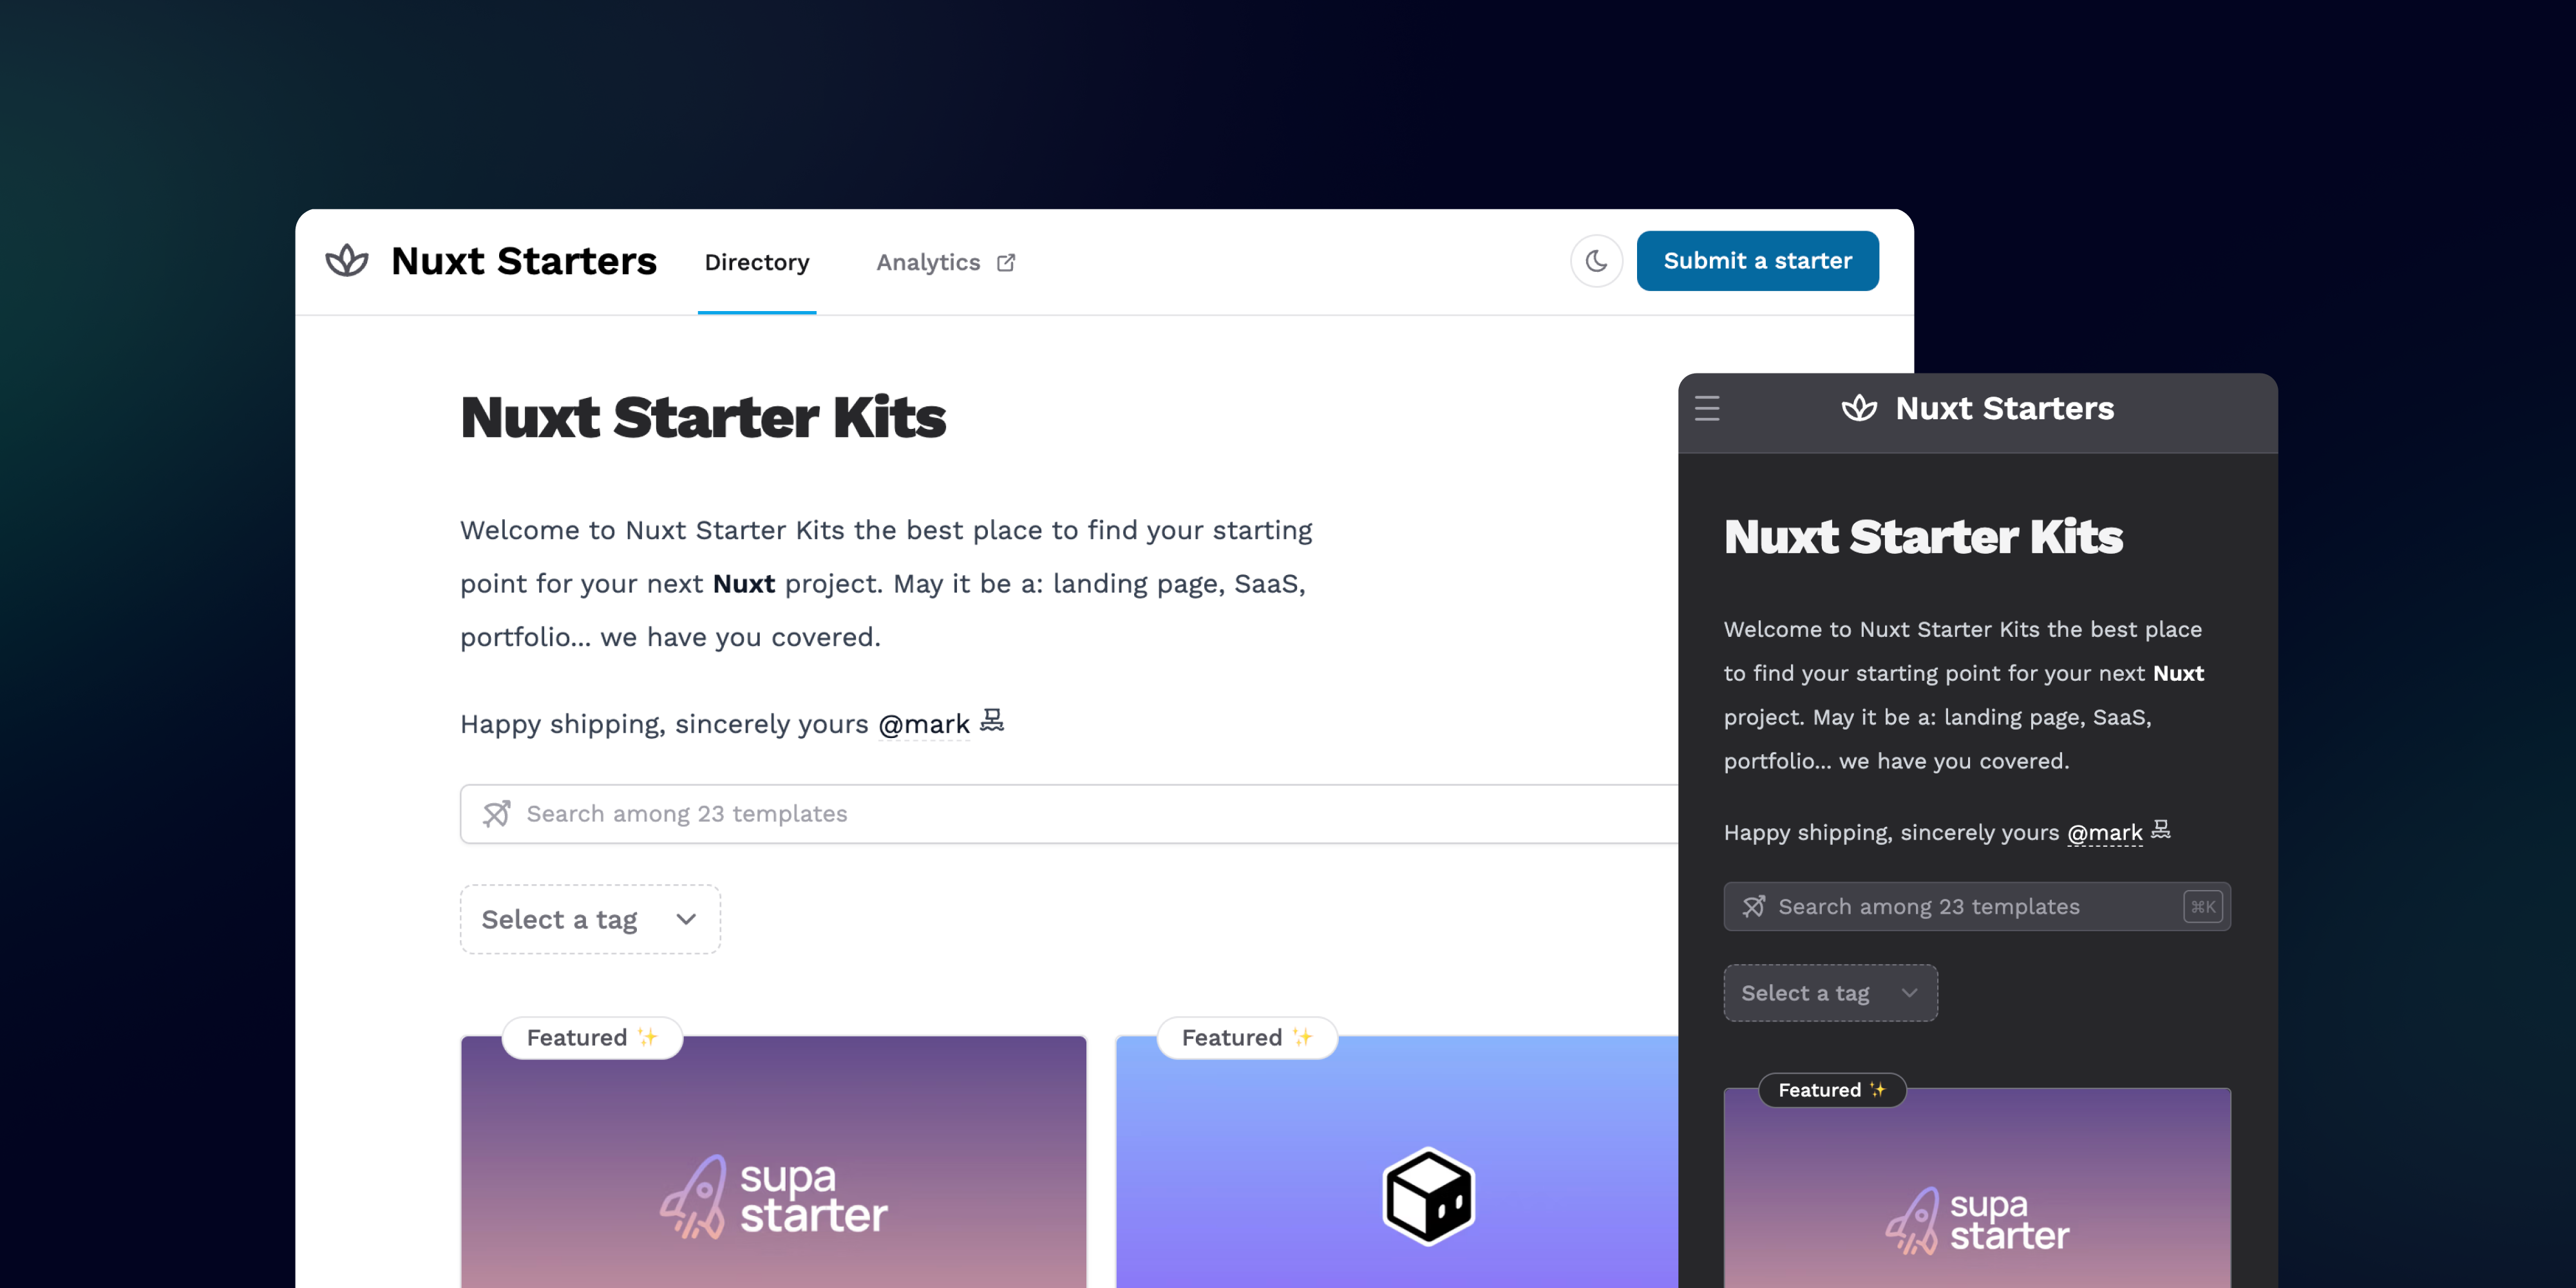 Nuxt Starters
Directory
Analytics
Submit a starter
Nuxt Starter Kits
Welcome to Nuxt Starter Kits the best place to find your starting
point for your next Nuxt project. May it be a: landing page, SaaS,
portfolio... we have you covered.
Happy shipping, sincerely yours @mark
Search among 23 templates
Select a tag
Featured ✨
supa
starter
Featured ✨
Nuxt Starters
Nuxt Starter Kits
Welcome to Nuxt Starter Kits the best place
to find your starting point for your next Nuxt
project. May it be a: landing page, SaaS,
portfolio... we have you covered.
Happy shipping, sincerely yours @mark
Search among 23 templates
⌘K
Select a tag
Featured ✨
supa
starter